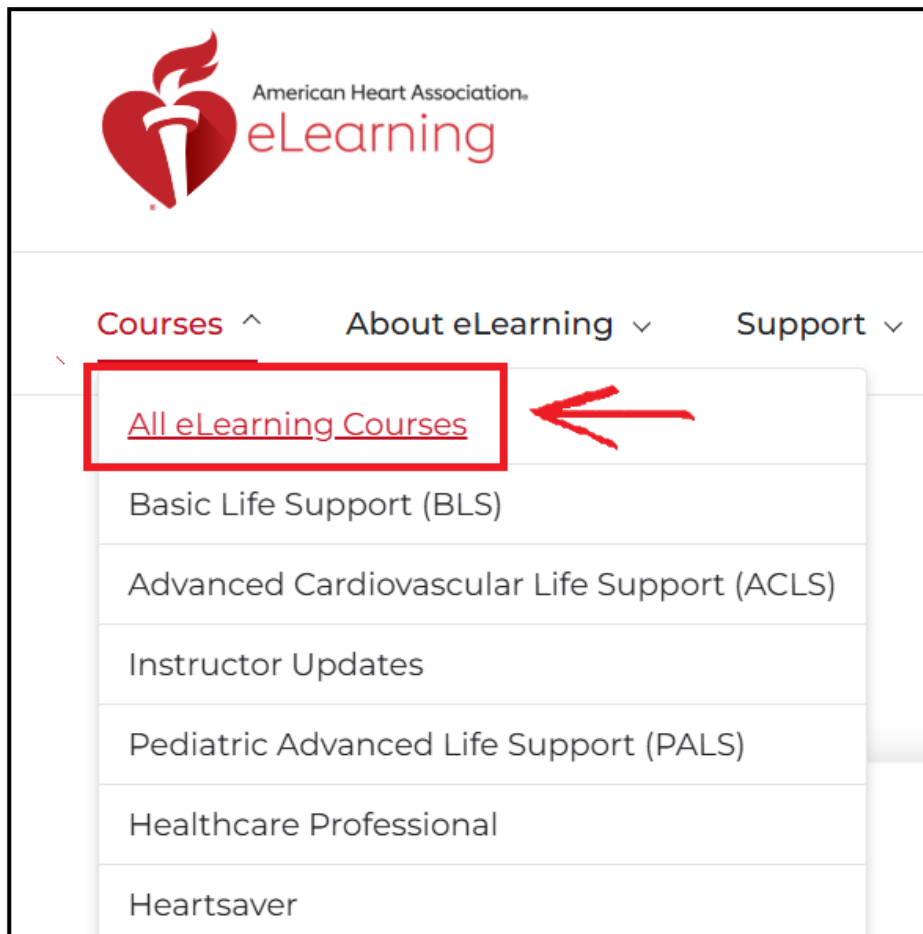 American Heart Association®
eLearning
Courses About eLearning Support
All eLearning Courses
Basic Life Support (BLS)
Advanced Cardiovascular Life Support (ACLS)
Instructor Updates
Pediatric Advanced Life Support (PALS)
Healthcare Professional
Heartsaver